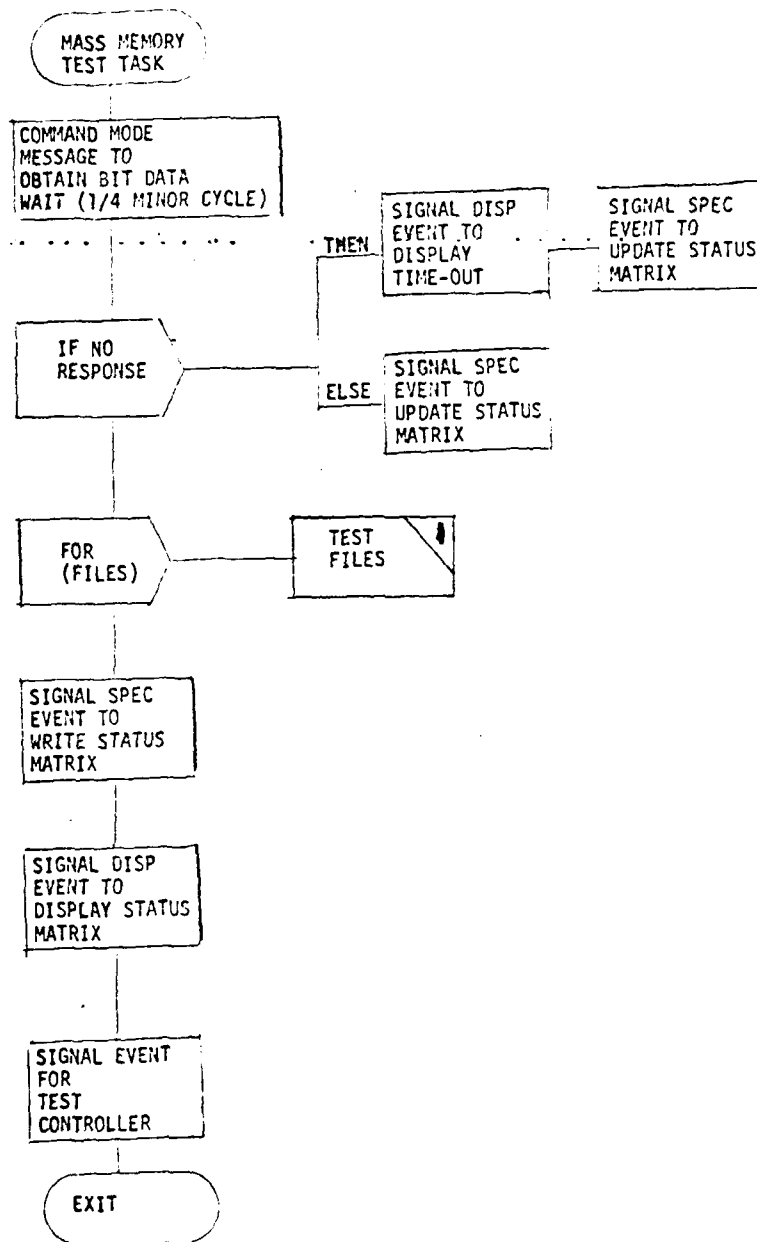 MASS MEMORY
TEST TASK
COMMAND MODE
MESSAGE TO
OBTAIN BIT DATA
WAIT (1/4 MINOR CYCLE)
THEN
SIGNAL DISP
EVENT TO
DISPLAY
TIME-OUT
SIGNAL SPEC
EVENT TO
UPDATE STATUS
MATRIX
IF NO
RESPONSE
ELSE
SIGNAL SPEC
EVENT TO
UPDATE STATUS
MATRIX
FOR
(FILES)
TEST
FILES
SIGNAL SPEC
EVENT TO
WRITE STATUS
MATRIX
SIGNAL DISP
EVENT TO
DISPLAY STATUS
MATRIX
SIGNAL EVENT
FOR
TEST
CONTROLLER
EXIT